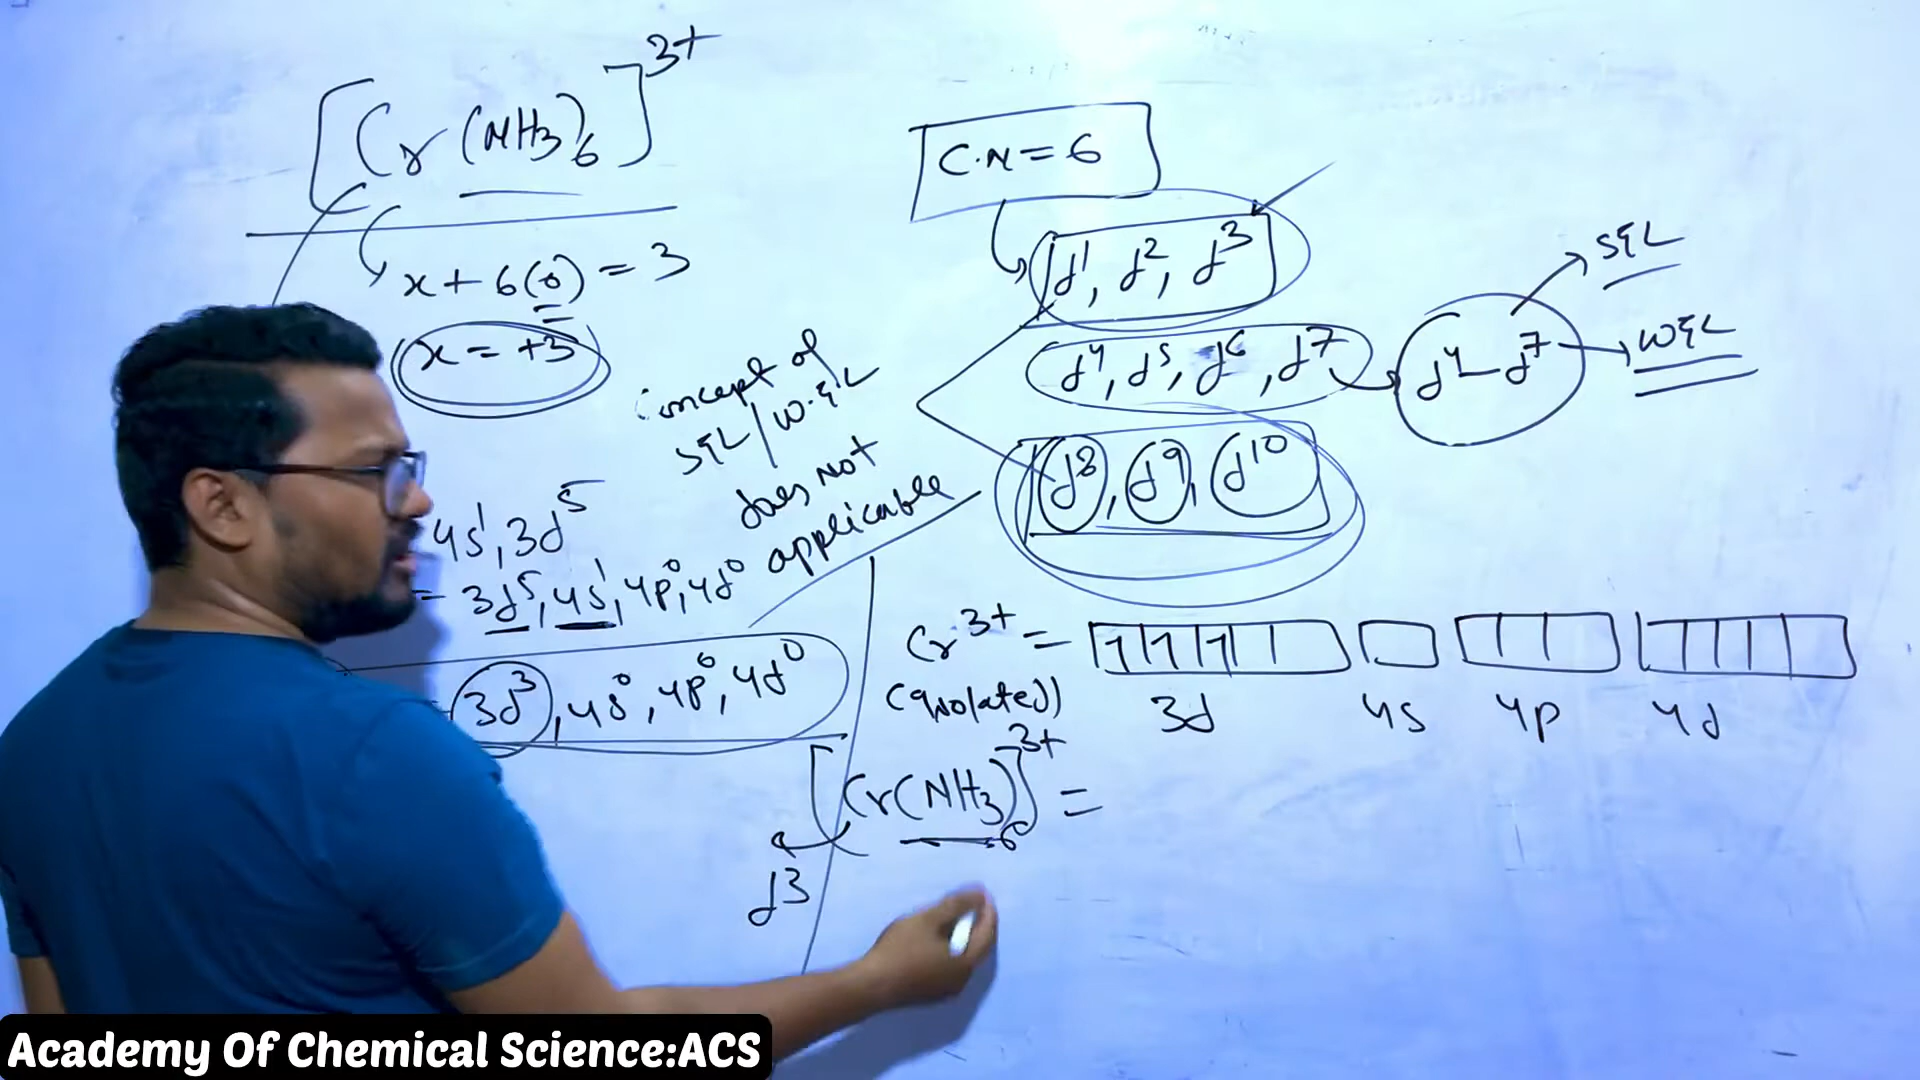 [Cr(NH3)6]3+
x + 6(0) = 3
x = +3
4s1, 3d5
= 3d5, 4s1, 4p0, 4d0
3d3, 4s0, 4p0, 4d0
concept of
SFL/W.FL
does not
applicable
C.N = 6
d1, d2, d3
d4, d5, d6, d7
d4-d7
SFL
WFL
d8, d9, d10
Cr3+ =
3d 4s 4p 4d
[Cr(NH3)6]3+ =
d3
Academy Of Chemical Science:ACS